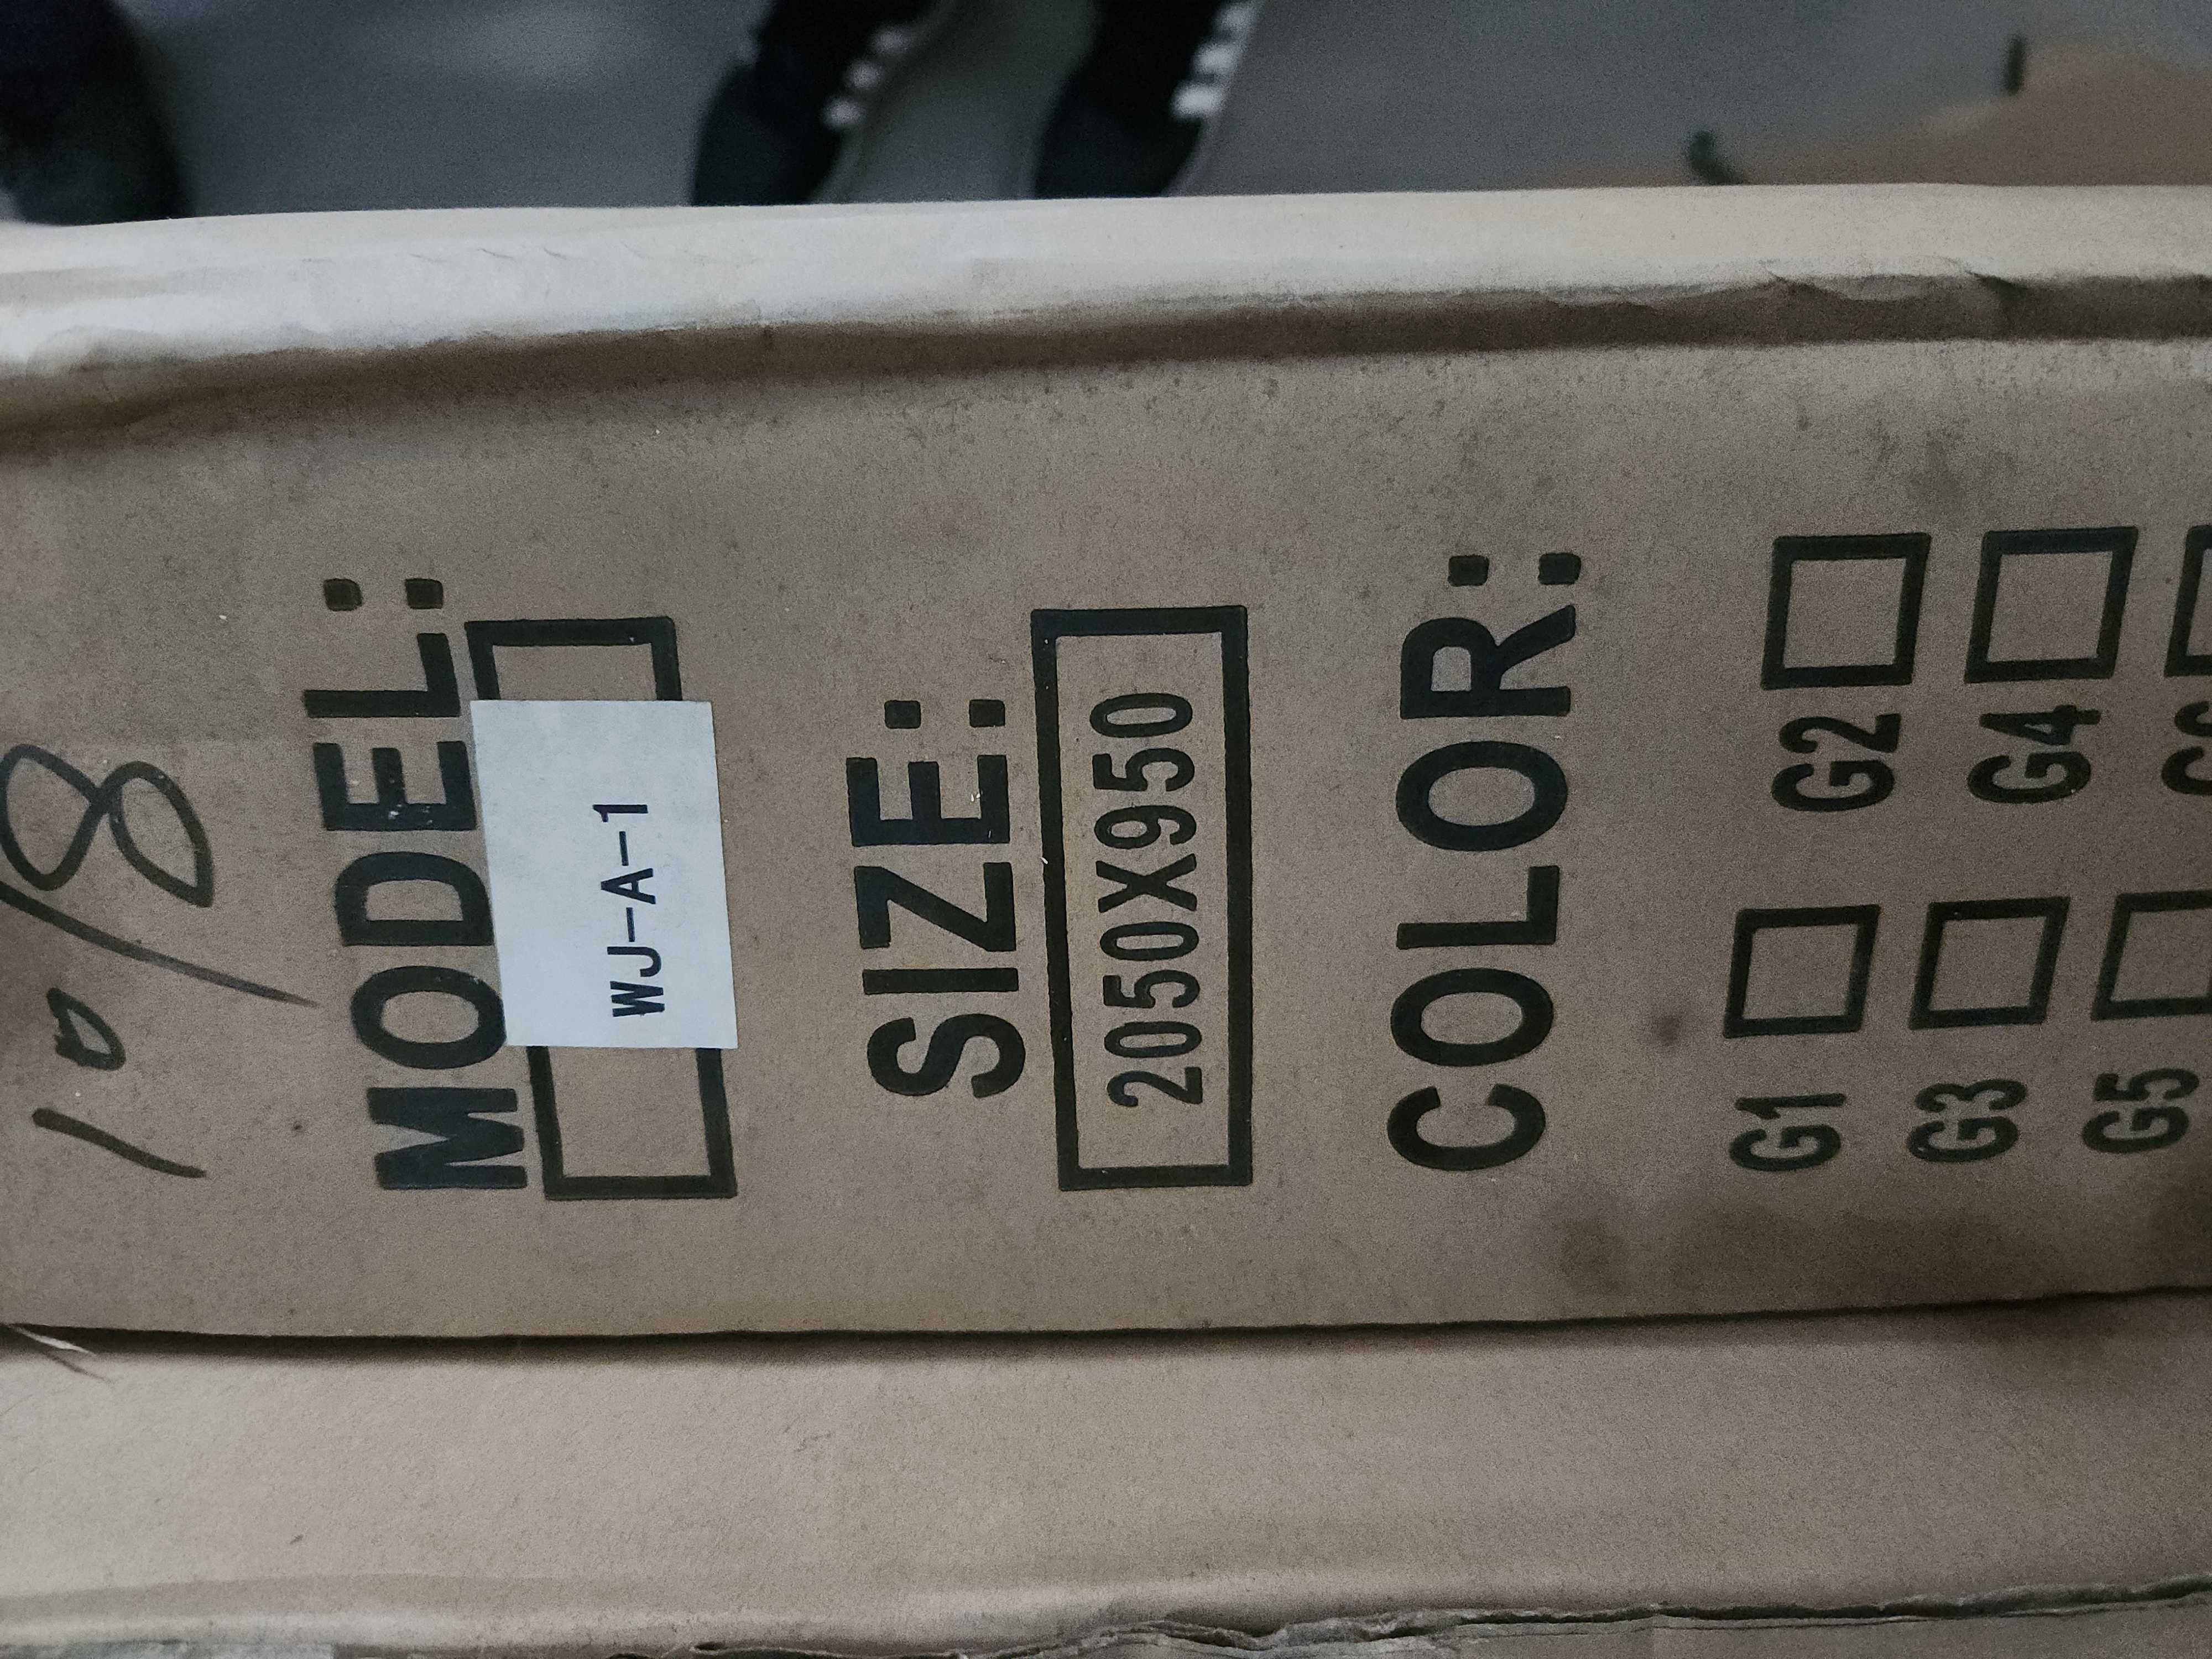 10/8
MODEL:
WJ-A-1
SIZE:
2050X950
COLOR:
G1 G2
G3 G4
G5